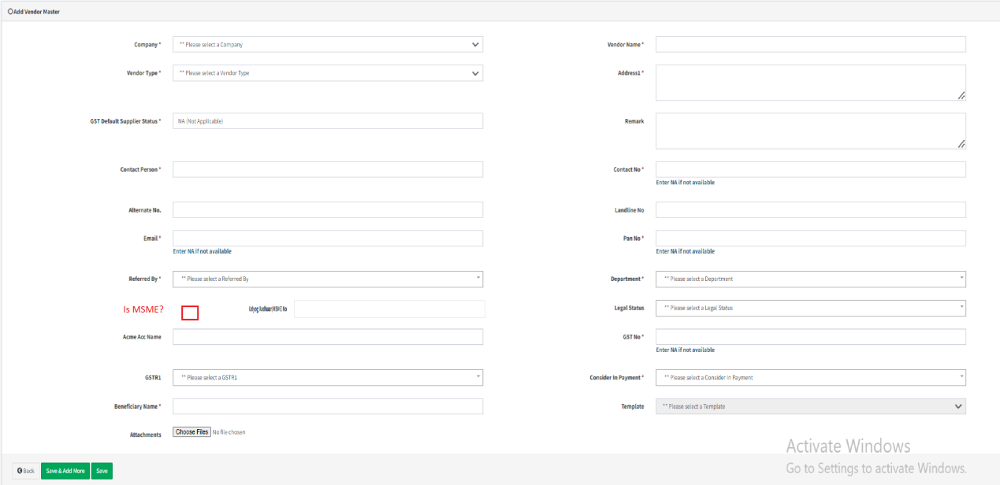 Add Vendor Master
Company * ** Please select a Company Vendor Name *
Vendor Type * ** Please select a Vendor Type Address1 *
GST Default Supplier Status * NA (Not Applicable) Remark
Contact Person * Contact No *
Enter NA if not available
Alternate No. Landline No
Email * Pan No *
Enter NA if not available Enter NA if not available
Referred By * ** Please select a Referred By Department * ** Please select a Department
Is MSME? Udyog Aadhaar/MSME No Legal Status ** Please select a Legal Status
Acme Acc Name GST No *
Enter NA if not available
GSTR1 ** Please select a GSTR1 Consider In Payment * ** Please select a Consider In Payment
Beneficiary Name * Template ** Please select a Template
Attachments Choose Files No file chosen
Back Save & Add More Save
Activate Windows
Go to Settings to activate Windows.